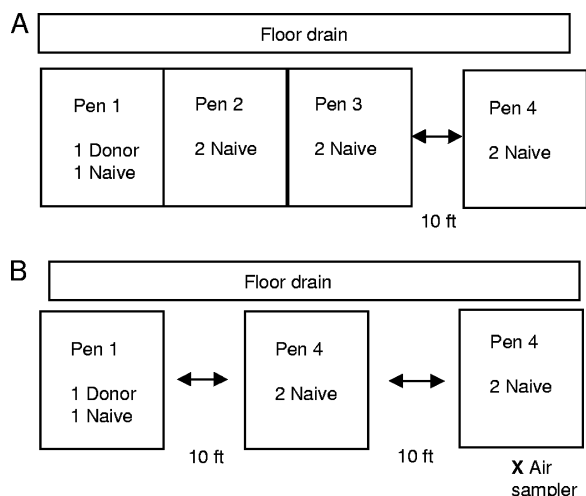 A
Floor drain
Pen 1
1 Donor
1 Naive
Pen 2
2 Naive
Pen 3
2 Naive
10 ft
Pen 4
2 Naive
B
Floor drain
Pen 1
1 Donor
1 Naive
10 ft
Pen 4
2 Naive
10 ft
Pen 4
2 Naive
X Air
sampler